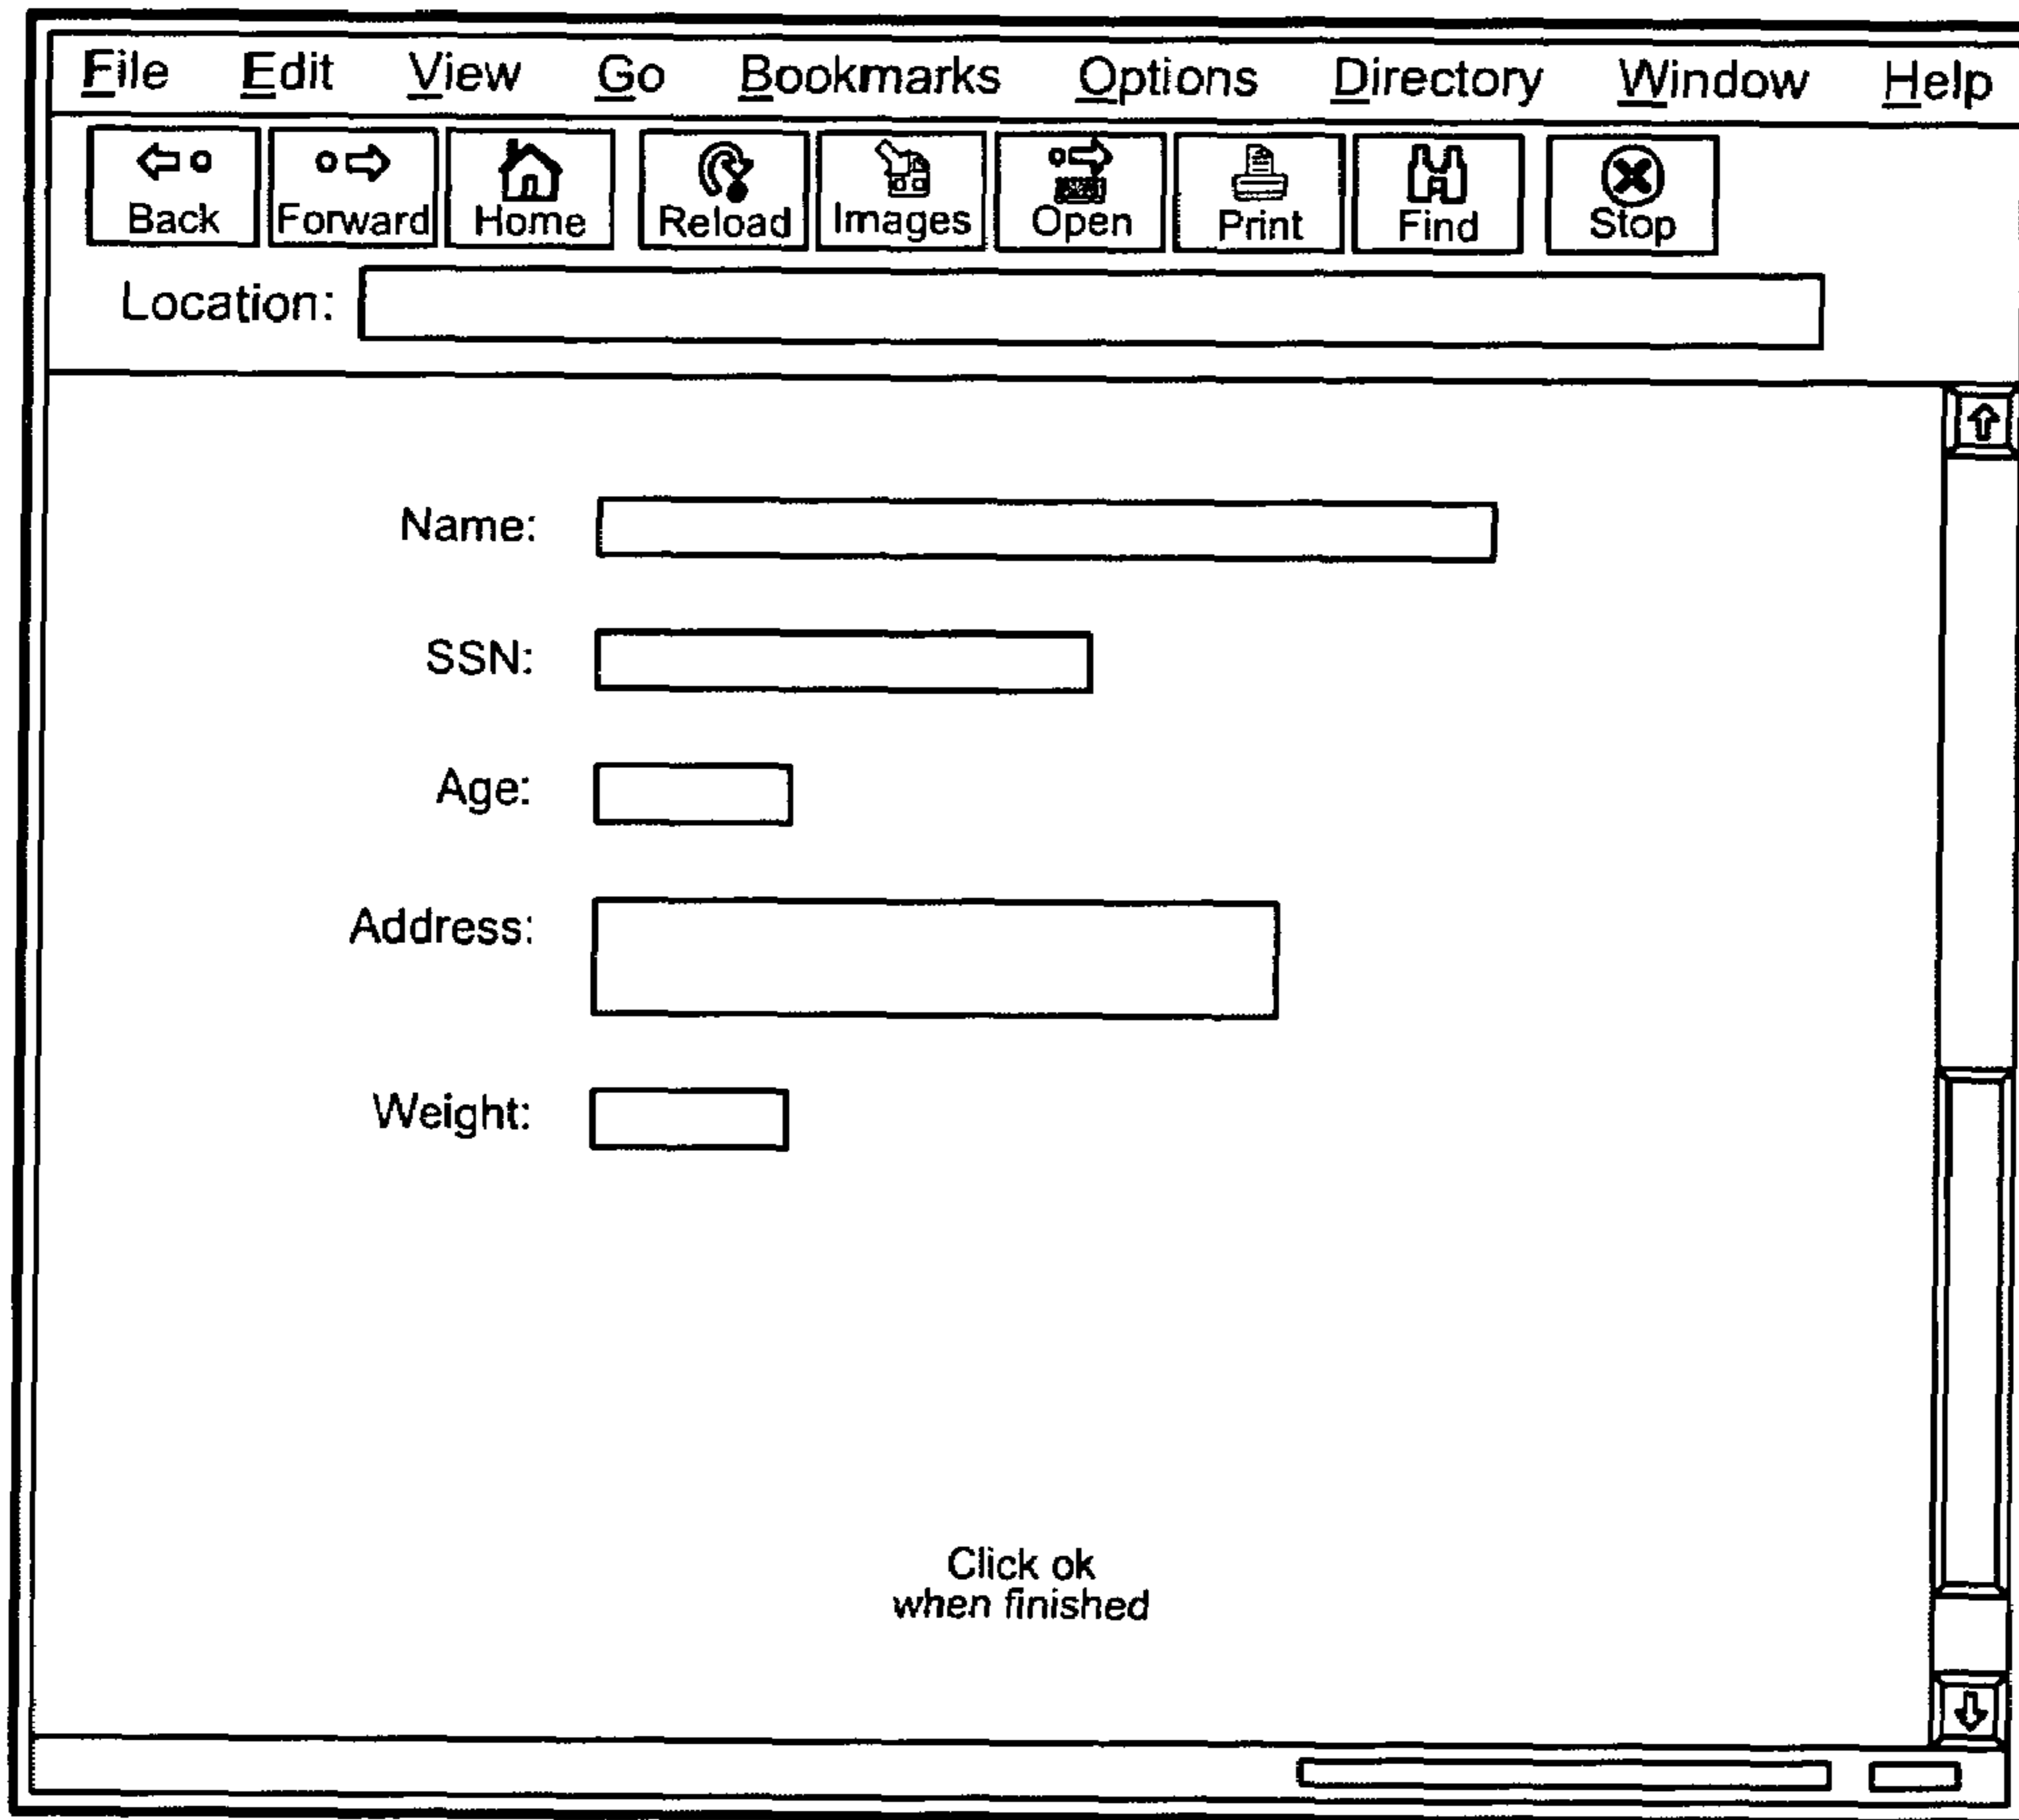 File Edit View Go Bookmarks Options Directory Window Help
Back Forward Home Reload Images Open Print Find Stop
Location:
Name:
SSN:
Age:
Address:
Weight:
Click ok
when finished